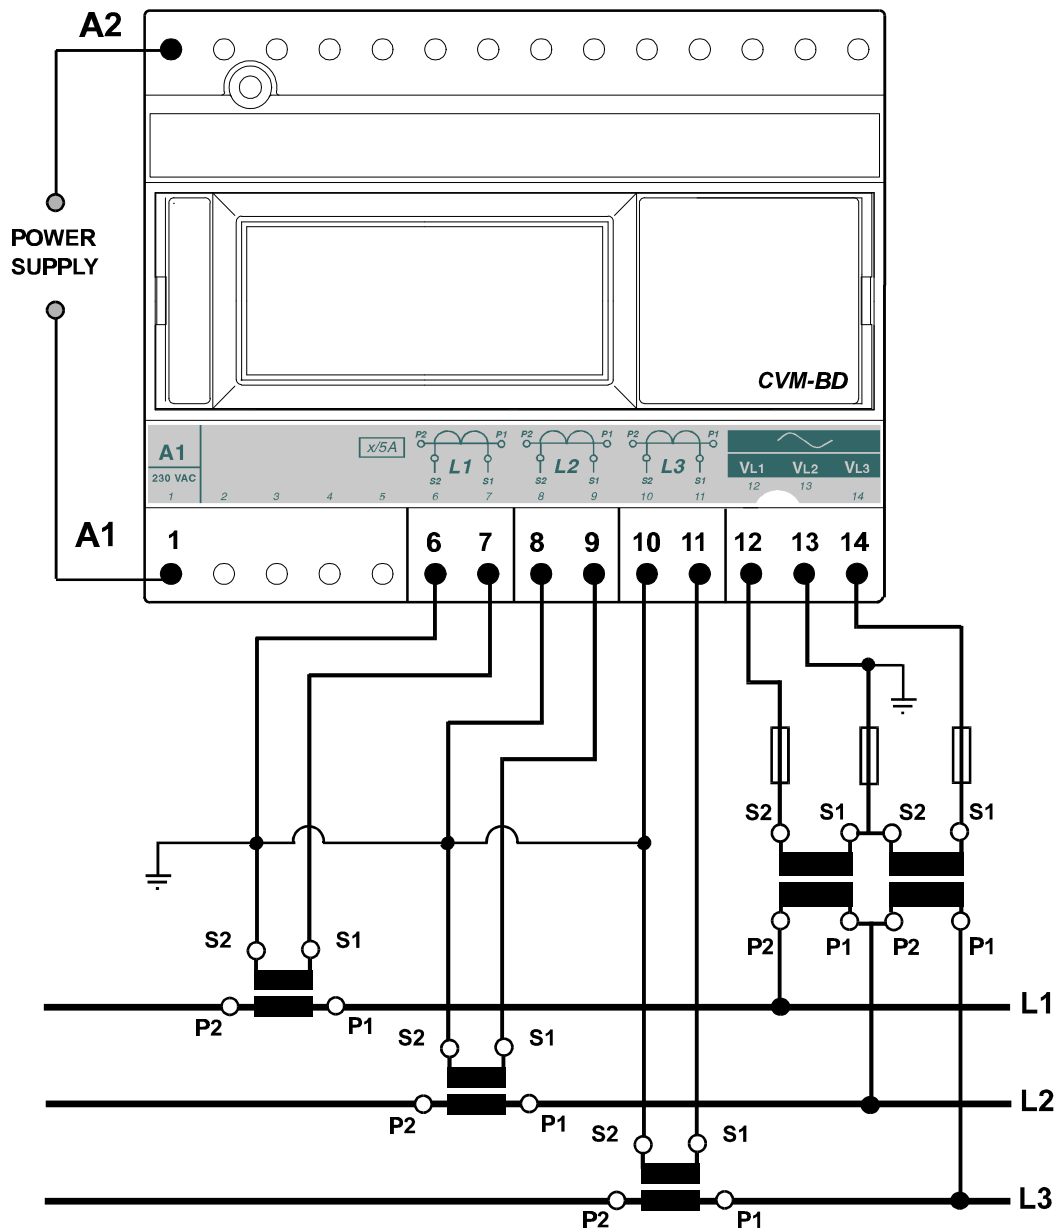 A2
POWER
SUPPLY
CVM-BD
A1
230 VAC
x/5A
P2 P1
L1
S2 S1
P2 P1
L2
S2 S1
P2 P1
L3
S2 S1
VL1 VL2 VL3
1 2 3 4 5 6 7 8 9 10 11 12 13 14
A1
1 6 7 8 9 10 11 12 13 14
S2 S1 S2 S1
P2 P1 P2 P1
S2 S1
P2 P1
L1
S2 S1
P2 P1
L2
S2 S1
P2 P1
L3